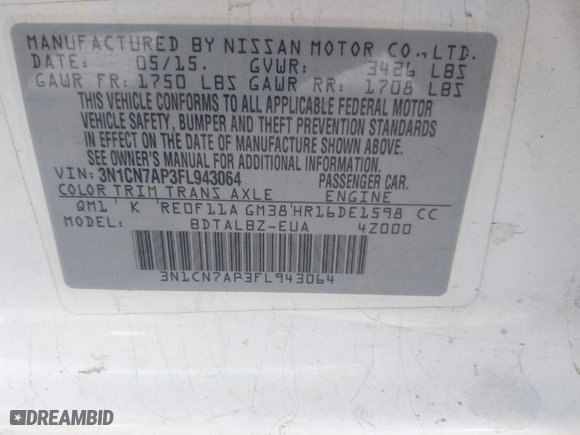 MANUFACTURED BY NISSAN MOTOR CO.,LTD.
DATE: 05/15. GVWR: 3426 LBS
GAWR FR: 1750 LBS GAWR RR: 1708 LBS
THIS VEHICLE CONFORMS TO ALL APPLICABLE FEDERAL MOTOR
VEHICLE SAFETY, BUMPER AND THEFT PREVENTION STANDARDS
IN EFFECT ON THE DATE OF MANUFACTURE SHOWN ABOVE.
SEE OWNER'S MANUAL FOR ADDITIONAL INFORMATION.
VIN: 3N1CN7AP3FL943064 PASSENGER CAR.
COLOR TRIM TRANS AXLE ENGINE
QM1 K RE0F11A GM38 HR16DE1598 CC
MODEL: BDTALBZ-EUA 4Z000
3N1CN7AP3FL943064
DREAMBID